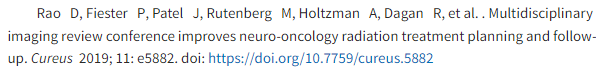 Rao D, Fiester P, Patel J, Rutenberg M, Holtzman A, Dagan R, et al. . Multidisciplinary
imaging review conference improves neuro-oncology radiation treatment planning and follow-
up. Cureus 2019; 11: e5882. doi: https://doi.org/10.7759/cureus.5882